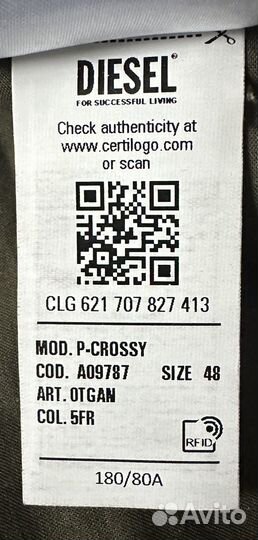 DIESEL
FOR SUCCESSFUL LIVING
Check authenticity at
www.certilogo.com
or scan
CLG 621 707 827 413
MOD. P-CROSSY
COD. A09787 SIZE 48
ART. OTGAN
COL. 5FR
RFID
180/80A
Avito